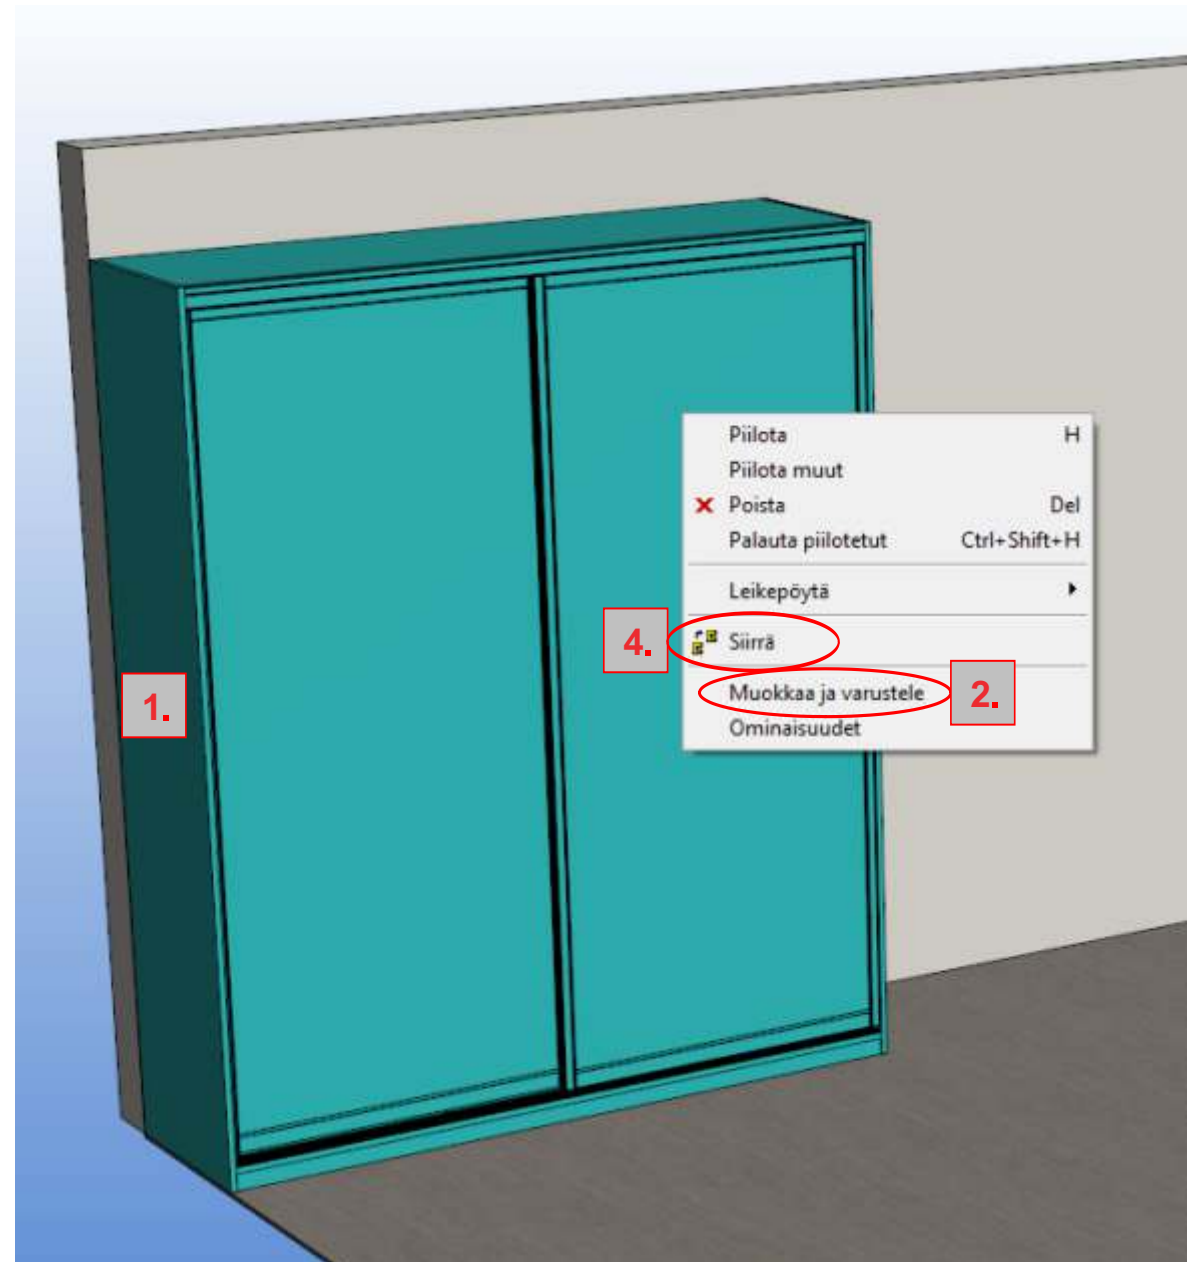 Piilota H
Piilota muut
Poista Del
Palauta piilotetut Ctrl+Shift+H
Leikepöytä
4. Siirrä
1. Muokkaa ja varustele 2.
Ominaisuudet